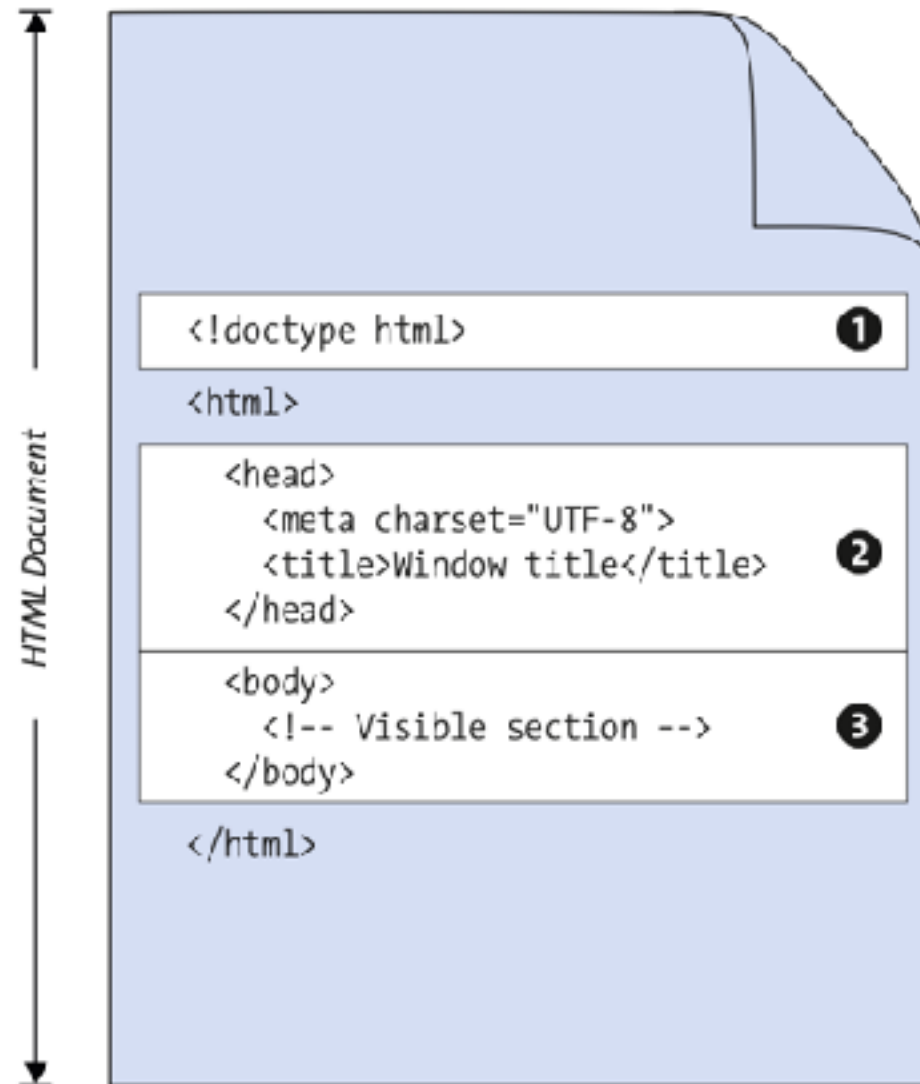 HTML Document
<!doctype html>
1
<html>
<head>
<meta charset="UTF-8">
<title>Window title</title>
</head>
2
<body>
<!-- Visible section -->
</body>
3
</html>